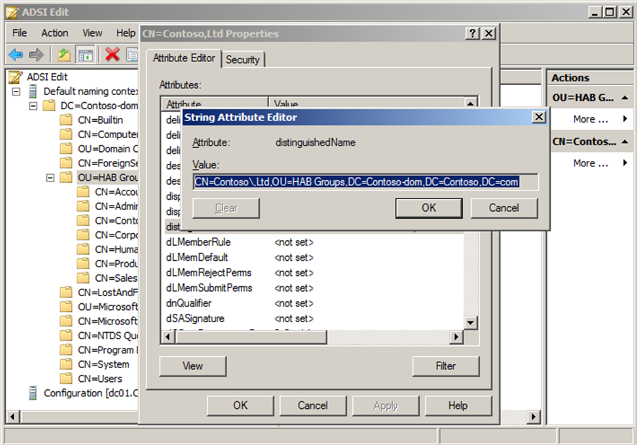 ADSI Edit
File Action View Window
ADSI Edit
Default naming contex
DC=Contoso-dom
CN=Builtin
CN=Computer
OU=Domain C
CN=ForeignSe
OU=HAB Grou
CN=Accou
CN=Admir
CN=Conto
CN=Corpo
CN=Huma
CN=Produ
CN=Sales
CN=LostAndF
OU=Microsoft
CN=Microsoft
CN=NTDS Quo
CN=Program D
CN=System
CN=Users
Configuration [dc01.C
CN=Contoso,Ltd Properties
Attribute Editor Security
Attributes:
Attribute Value
String Attribute Editor
Attribute: distinguishedName
Value:
CN=Contoso\,Ltd,OU=HAB Groups,DC=Contoso-dom,DC=Contoso,DC=com
Clear OK Cancel
deli
deli
des
des
disp
disp
disp
disti
dLMemberRule <not set>
dLMemDefault <not set>
dLMemRejectPerms <not set>
dLMemSubmitPerms <not set>
dnQualifier <not set>
dSASignature <not set>
View Filter
OK Cancel Apply Help
Actions
OU=HAB G...
More ...
CN=Contos...
More ...